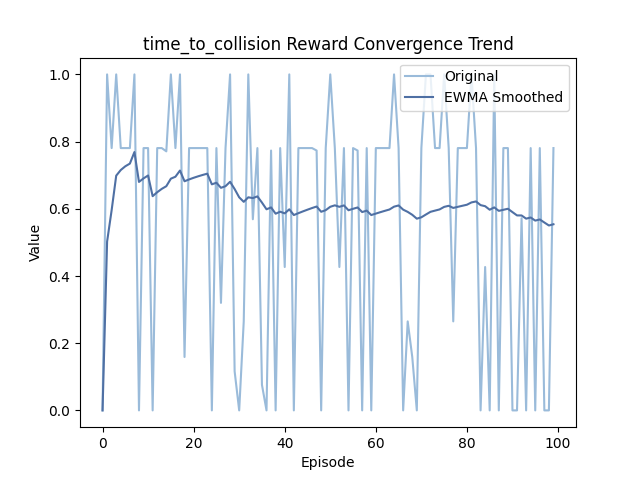 time_to_collision Reward Convergence Trend
Original
EWMA Smoothed
1.0
0.8
0.6
0.4
0.2
0.0
Value
0 20 40 60 80 100
Episode